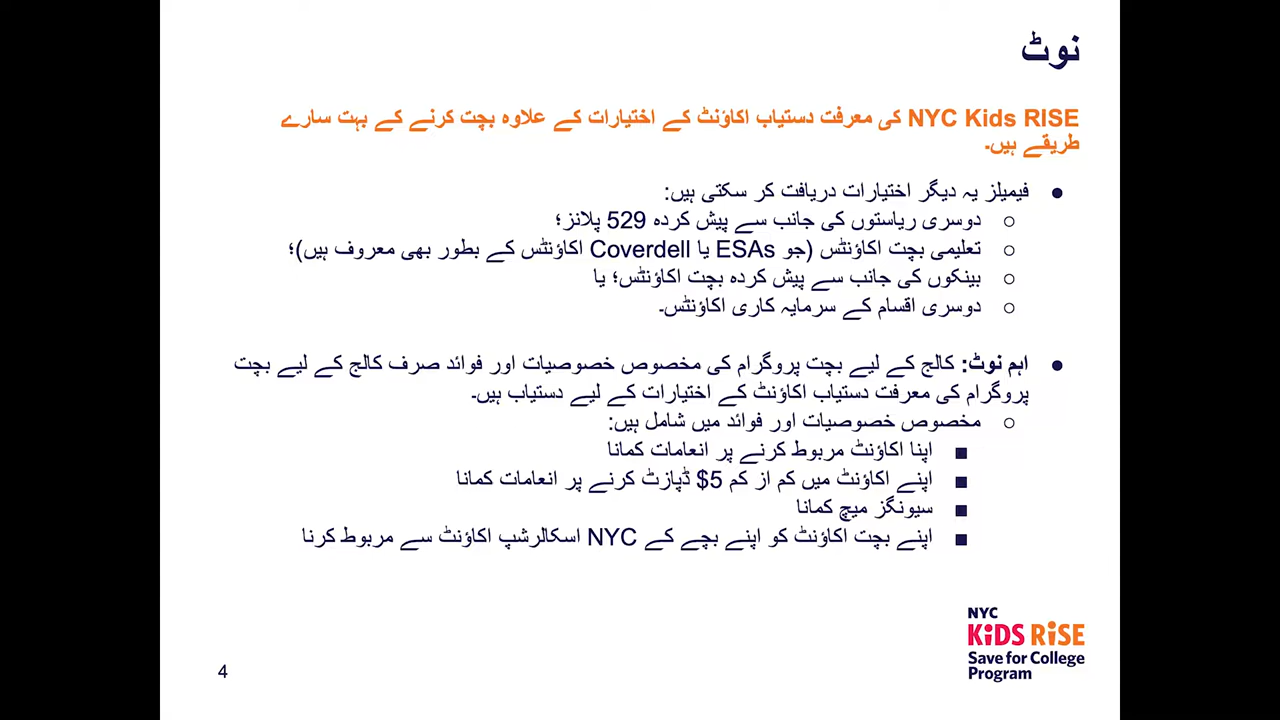 نوٹ
NYC Kids RISE کی معرفت دستیاب اکاؤنٹ کے اختیارات کے علاوہ بچت کرنے کے بہت سارے
طریقے ہیں۔
● فیمیلز یہ دیگر اختیارات دریافت کر سکتی ہیں:
○ دوسری ریاستوں کی جانب سے پیش کردہ 529 پلانز؛
○ تعلیمی بچت اکاؤنٹس (جو ESAs یا Coverdell اکاؤنٹس کے بطور بھی معروف ہیں)؛
○ بینکوں کی جانب سے پیش کردہ بچت اکاؤنٹس؛ یا
○ دوسری اقسام کے سرمایہ کاری اکاؤنٹس۔
● اہم نوٹ: کالج کے لیے بچت پروگرام کی مخصوص خصوصیات اور فوائد صرف کالج کے لیے بچت
پروگرام کی معرفت دستیاب اکاؤنٹ کے اختیارات کے لیے دستیاب ہیں۔
○ مخصوص خصوصیات اور فوائد میں شامل ہیں:
■ اپنا اکاؤنٹ مربوط کرنے پر انعامات کمانا
■ اپنے اکاؤنٹ میں کم از کم 5$ ڈپازٹ کرنے پر انعامات کمانا
■ سیونگز میچ کمانا
■ اپنے بچت اکاؤنٹ کو اپنے بچے کے NYC اسکالرشپ اکاؤنٹ سے مربوط کرنا
NYC
KiDS RiSE
Save for College
Program
4